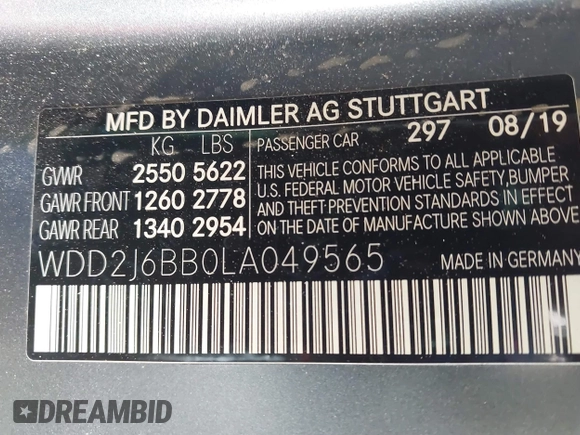 MFD BY DAIMLER AG STUTTGART
KG LBS PASSENGER CAR 297 08/19
GVWR 2550 5622 THIS VEHICLE CONFORMS TO ALL APPLICABLE
GAWR FRONT 1260 2778 U.S. FEDERAL MOTOR VEHICLE SAFETY, BUMPER
GAWR REAR 1340 2954 AND THEFT PREVENTION STANDARDS IN EFFECT
ON THE DATE OF MANUFACTURE SHOWN ABOVE.
WDD2J6BB0LA049565 MADE IN GERMANY
DREAMBID